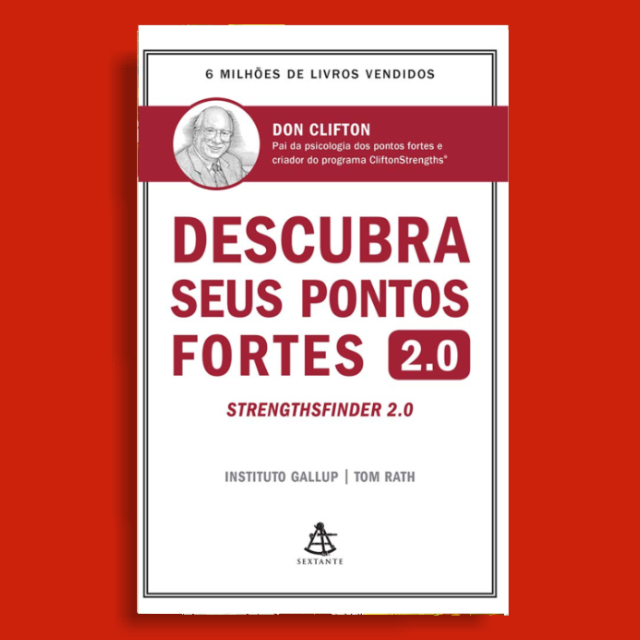 6 MILHÕES DE LIVROS VENDIDOS
DON CLIFTON
Pai da psicologia dos pontos fortes e
criador do programa CliftonStrengths®
DESCUBRA
SEUS PONTOS
FORTES 2.0
STRENGTHSFINDER 2.0
INSTITUTO GALLUP | TOM RATH
SEXTANTE